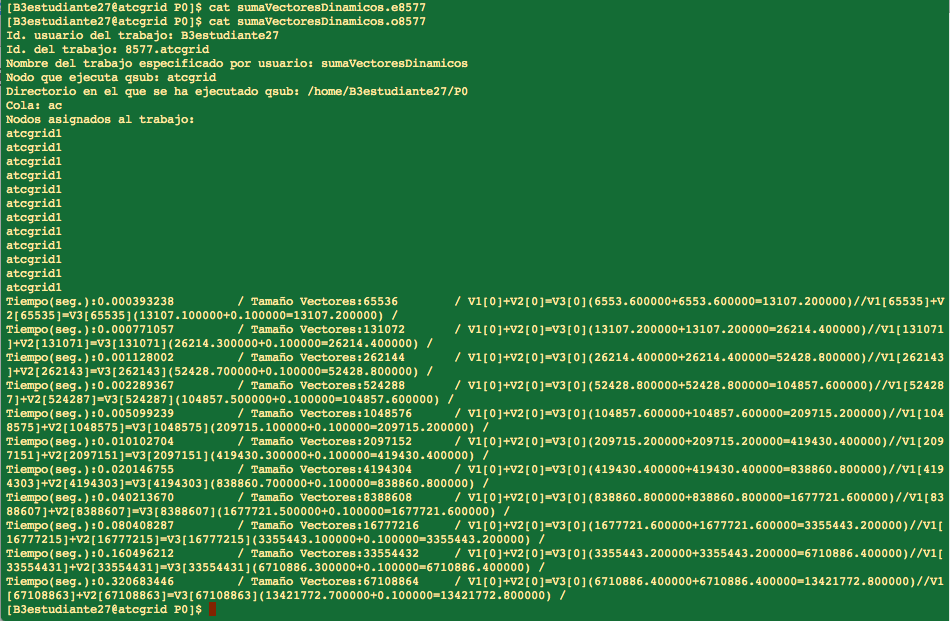 [B3estudiante27@atcgrid P0]$ cat sumaVectoresDinamicos.e8577
[B3estudiante27@atcgrid P0]$ cat sumaVectoresDinamicos.o8577
Id. usuario del trabajo: B3estudiante27
Id. del trabajo: 8577.atcgrid
Nombre del trabajo especificado por usuario: sumaVectoresDinamicos
Nodo que ejecuta qsub: atcgrid
Directorio en el que se ha ejecutado qsub: /home/B3estudiante27/P0
Cola: ac
Nodos asignados al trabajo:
atcgrid1
atcgrid1
atcgrid1
atcgrid1
atcgrid1
atcgrid1
atcgrid1
atcgrid1
atcgrid1
atcgrid1
atcgrid1
atcgrid1
Tiempo(seg.):0.000393238 / Tamaño Vectores:65536 / V1[0]+V2[0]=V3[0](6553.600000+6553.600000=13107.200000)//V1[65535]+V
2[65535]=V3[65535](13107.100000+0.100000=13107.200000) /
Tiempo(seg.):0.000771057 / Tamaño Vectores:131072 / V1[0]+V2[0]=V3[0](13107.200000+13107.200000=26214.400000)//V1[131071
]+V2[131071]=V3[131071](26214.300000+0.100000=26214.400000) /
Tiempo(seg.):0.001128002 / Tamaño Vectores:262144 / V1[0]+V2[0]=V3[0](26214.400000+26214.400000=52428.800000)//V1[262143
]+V2[262143]=V3[262143](52428.700000+0.100000=52428.800000) /
Tiempo(seg.):0.002289367 / Tamaño Vectores:524288 / V1[0]+V2[0]=V3[0](52428.800000+52428.800000=104857.600000)//V1[52428
7]+V2[524287]=V3[524287](104857.500000+0.100000=104857.600000) /
Tiempo(seg.):0.005099239 / Tamaño Vectores:1048576 / V1[0]+V2[0]=V3[0](104857.600000+104857.600000=209715.200000)//V1[104
8575]+V2[1048575]=V3[1048575](209715.100000+0.100000=209715.200000) /
Tiempo(seg.):0.010102704 / Tamaño Vectores:2097152 / V1[0]+V2[0]=V3[0](209715.200000+209715.200000=419430.400000)//V1[209
7151]+V2[2097151]=V3[2097151](419430.300000+0.100000=419430.400000) /
Tiempo(seg.):0.020146755 / Tamaño Vectores:4194304 / V1[0]+V2[0]=V3[0](419430.400000+419430.400000=838860.800000)//V1[419
4303]+V2[4194303]=V3[4194303](838860.700000+0.100000=838860.800000) /
Tiempo(seg.):0.040213670 / Tamaño Vectores:8388608 / V1[0]+V2[0]=V3[0](838860.800000+838860.800000=1677721.600000)//V1[83
88607]+V2[8388607]=V3[8388607](1677721.500000+0.100000=1677721.600000) /
Tiempo(seg.):0.080408287 / Tamaño Vectores:16777216 / V1[0]+V2[0]=V3[0](1677721.600000+1677721.600000=3355443.200000)//V1[
16777215]+V2[16777215]=V3[16777215](3355443.100000+0.100000=3355443.200000) /
Tiempo(seg.):0.160496212 / Tamaño Vectores:33554432 / V1[0]+V2[0]=V3[0](3355443.200000+3355443.200000=6710886.400000)//V1[
33554431]+V2[33554431]=V3[33554431](6710886.300000+0.100000=6710886.400000) /
Tiempo(seg.):0.320683446 / Tamaño Vectores:67108864 / V1[0]+V2[0]=V3[0](6710886.400000+6710886.400000=13421772.800000)//V1
[67108863]+V2[67108863]=V3[67108863](13421772.700000+0.100000=13421772.800000) /
[B3estudiante27@atcgrid P0]$